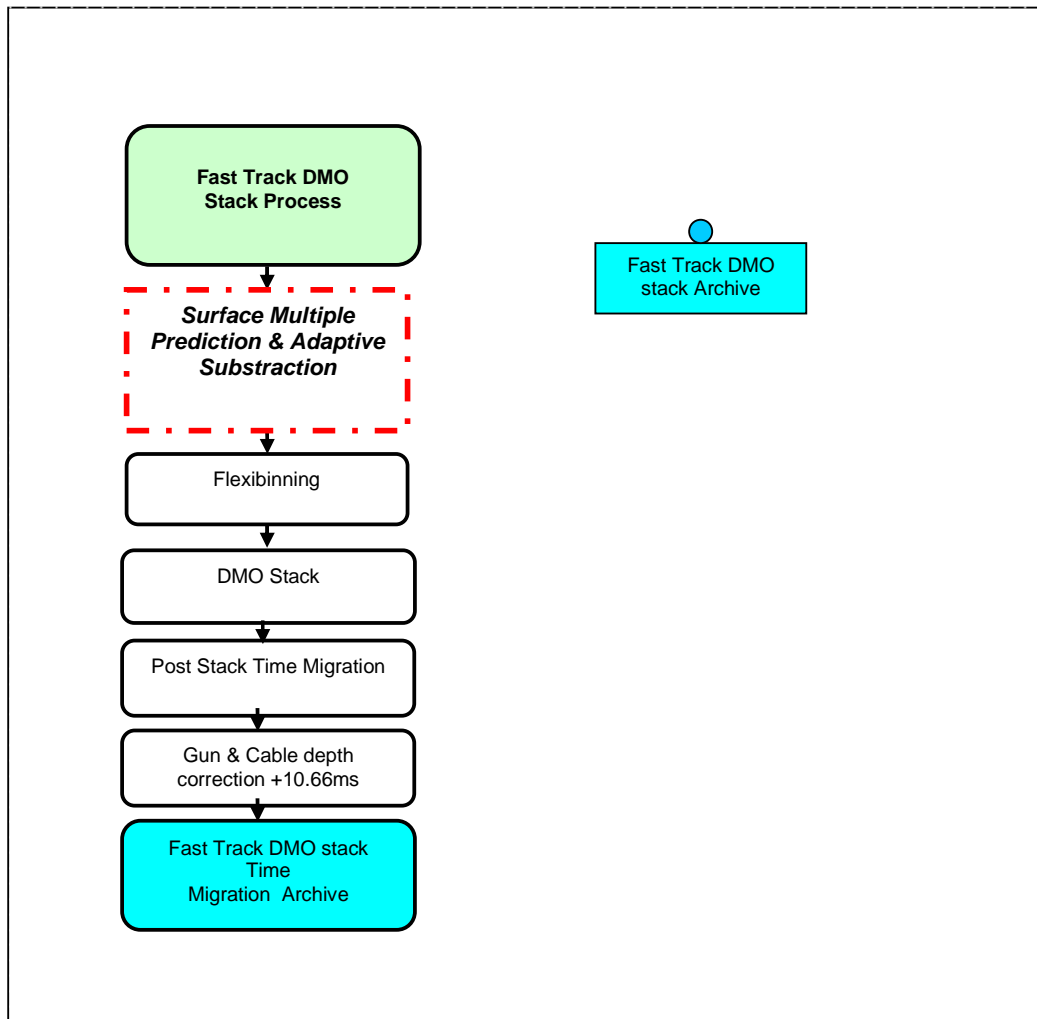 Fast Track DMO
Stack Process
Surface Multiple
Prediction & Adaptive
Substraction
Flexibinning
DMO Stack
Post Stack Time Migration
Gun & Cable depth
correction +10.66ms
Fast Track DMO stack
Time
Migration Archive
Fast Track DMO
stack Archive